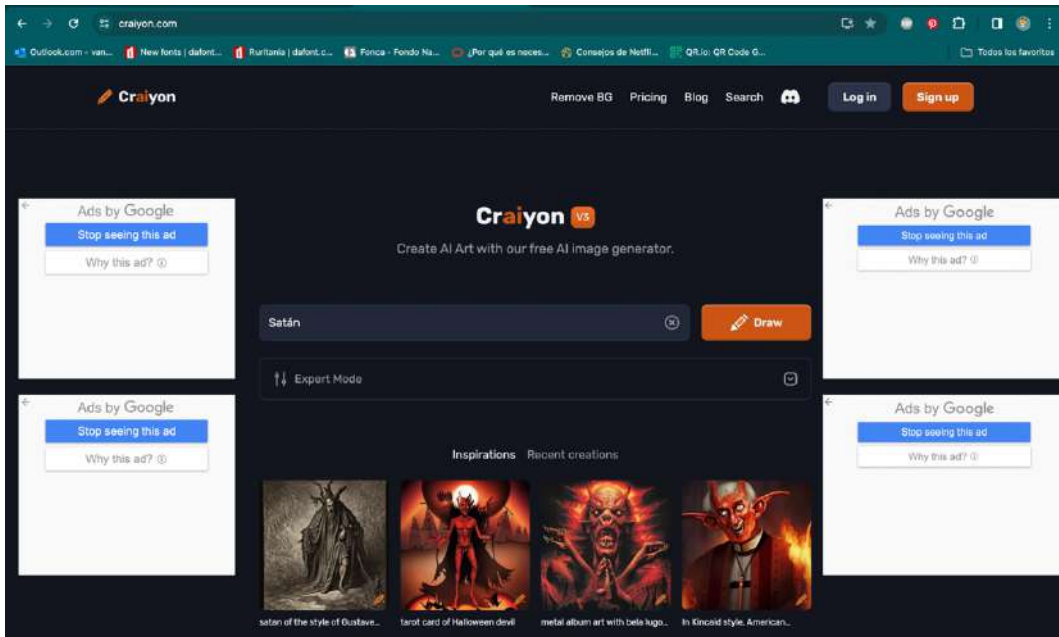 craiyon.com
Outlook.com - van... New fonts | dafont... Ruritania | dafont.c... Fonca - Fondo Na... ¿Por qué es neces... Consejos de Netfli... QR.io: QR Code G... Todos los favoritos
Craiyon Remove BG Pricing Blog Search Log in Sign up
Ads by Google
Stop seeing this ad
Why this ad?
Craiyon V3
Create AI Art with our free AI image generator.
Satán Draw
Expert Mode
Ads by Google
Stop seeing this ad
Why this ad?
Ads by Google
Stop seeing this ad
Why this ad?
Ads by Google
Stop seeing this ad
Why this ad?
Inspirations Recent creations
satan of the style of Gustave... tarot card of Halloween devil metal album art with bela lugo... In Kincaid style, American...